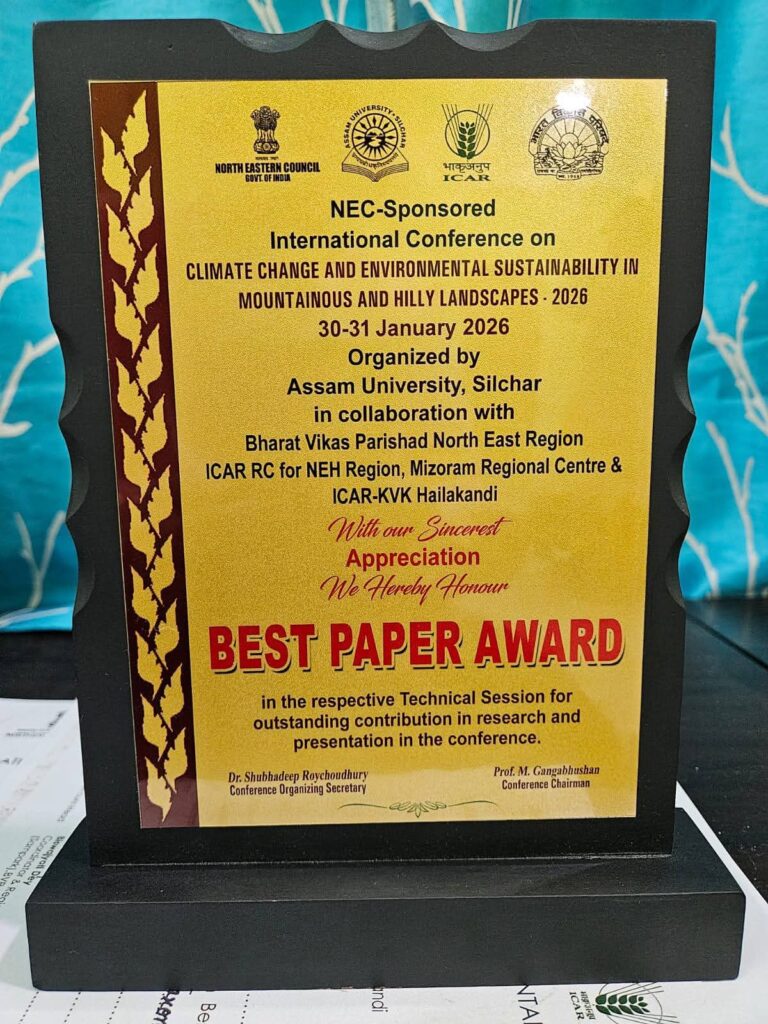 NORTH EASTERN COUNCIL
GOVT. OF INDIA
ASSAM UNIVERSITY, SILCHAR
भाकृअनुप
ICAR
भारत विकास परिषद
NEC-Sponsored
International Conference on
CLIMATE CHANGE AND ENVIRONMENTAL SUSTAINABILITY IN
MOUNTAINOUS AND HILLY LANDSCAPES - 2026
30-31 January 2026
Organized by
Assam University, Silchar
in collaboration with
Bharat Vikas Parishad North East Region
ICAR RC for NEH Region, Mizoram Regional Centre &
ICAR-KVK Hailakandi
With our Sincerest
Appreciation
We Hereby Honour
BEST PAPER AWARD
in the respective Technical Session for
outstanding contribution in research and
presentation in the conference.
Dr. Shubhadeep Roychoudhury
Conference Organizing Secretary
Prof. M. Gangabhushan
Conference Chairman
ICAR